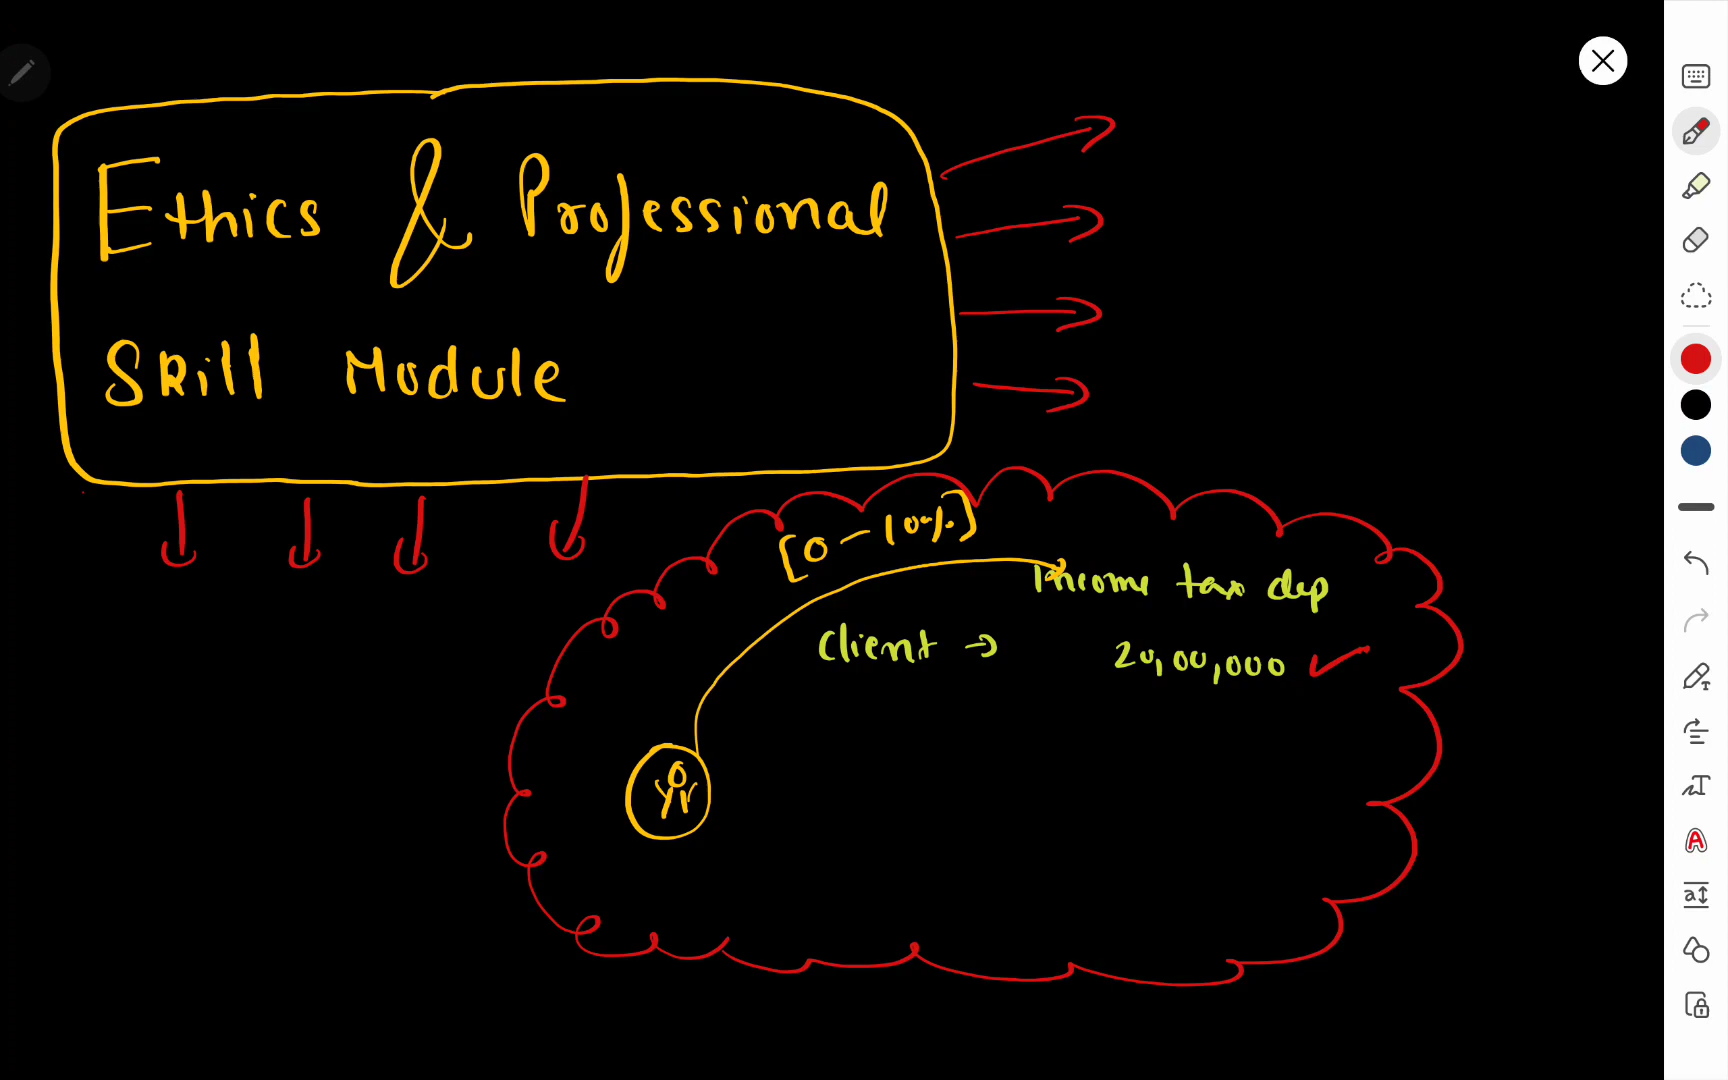 Ethics & Professional
Skill Module
[0-10%]
Income tax dep
Client → 20,00,000 ✓